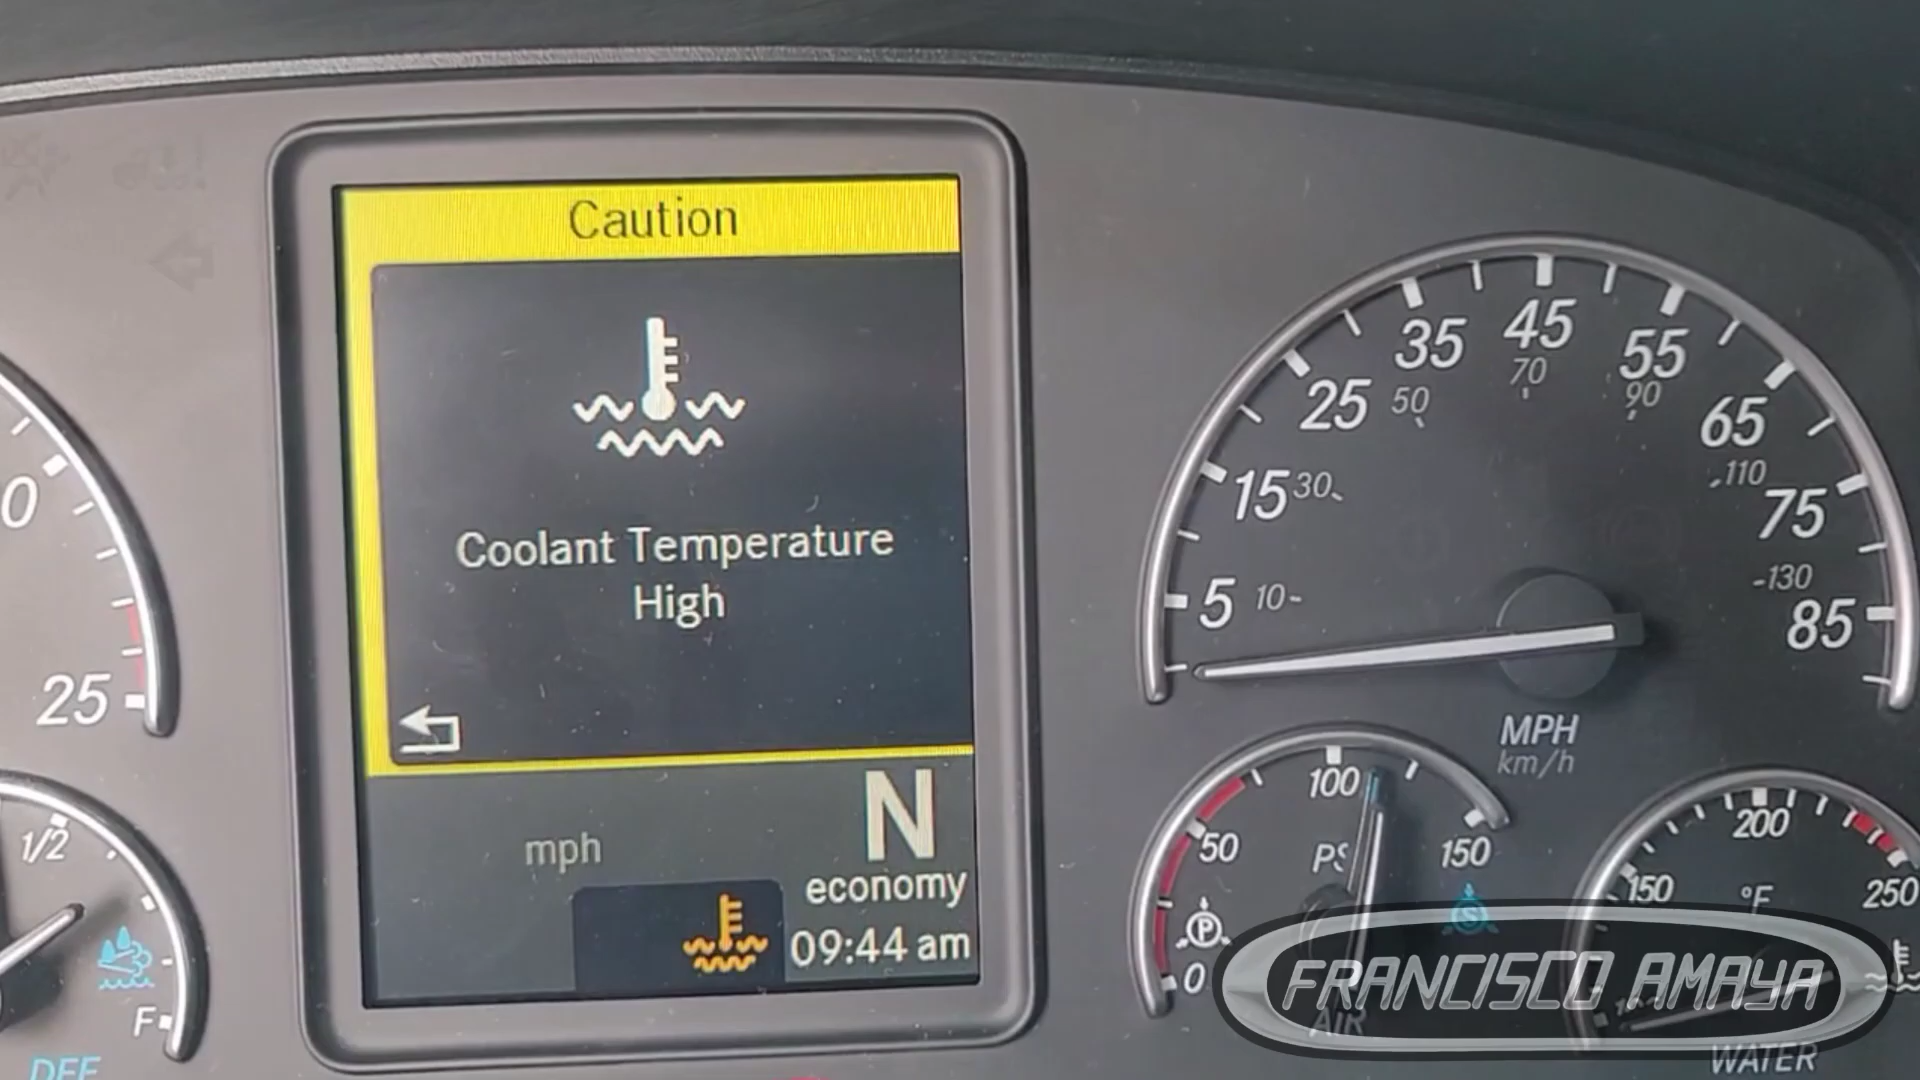 Caution
Coolant Temperature
High
mph
N
economy
09:44 am
0
25
1/2
F
DEF
5
15
25
35
45
55
65
75
85
10
30
50
70
90
110
130
MPH
km/h
0
50
100
150
PSI
AIR
150
200
250
°F
WATER
FRANCISCO AMAYA